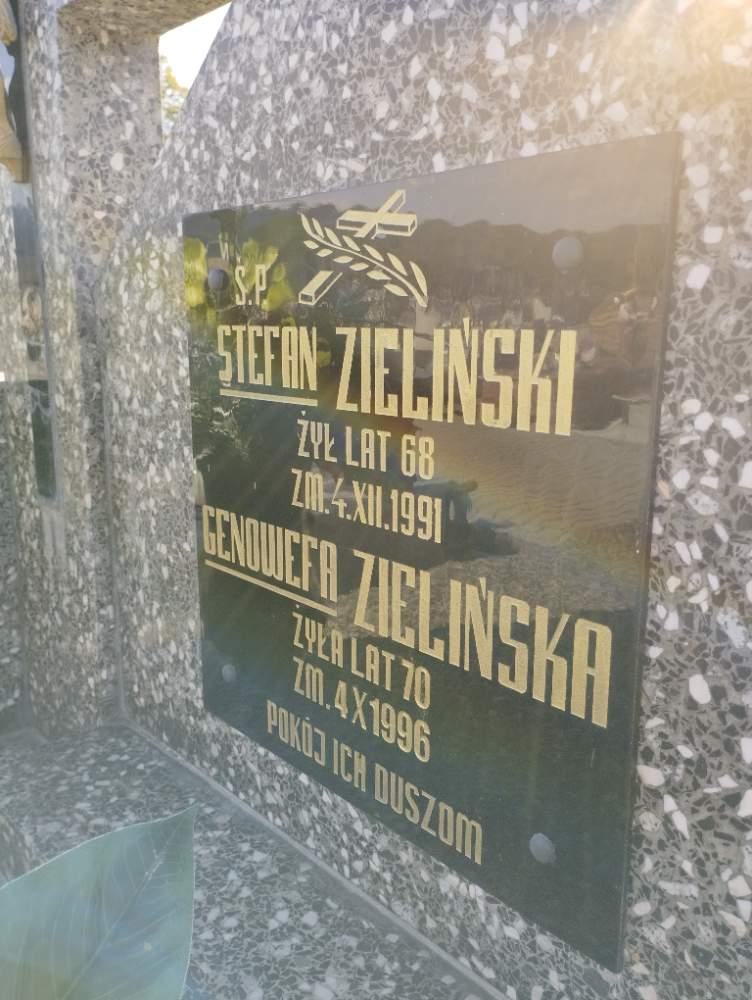 Ś.P.
STEFAN ZIELIŃSKI
ŻYŁ LAT 68
ZM. 4.XII.1991
GENOWEFA ZIELIŃSKA
ŻYŁA LAT 70
ZM. 4 X 1996
POKÓJ ICH DUSZOM